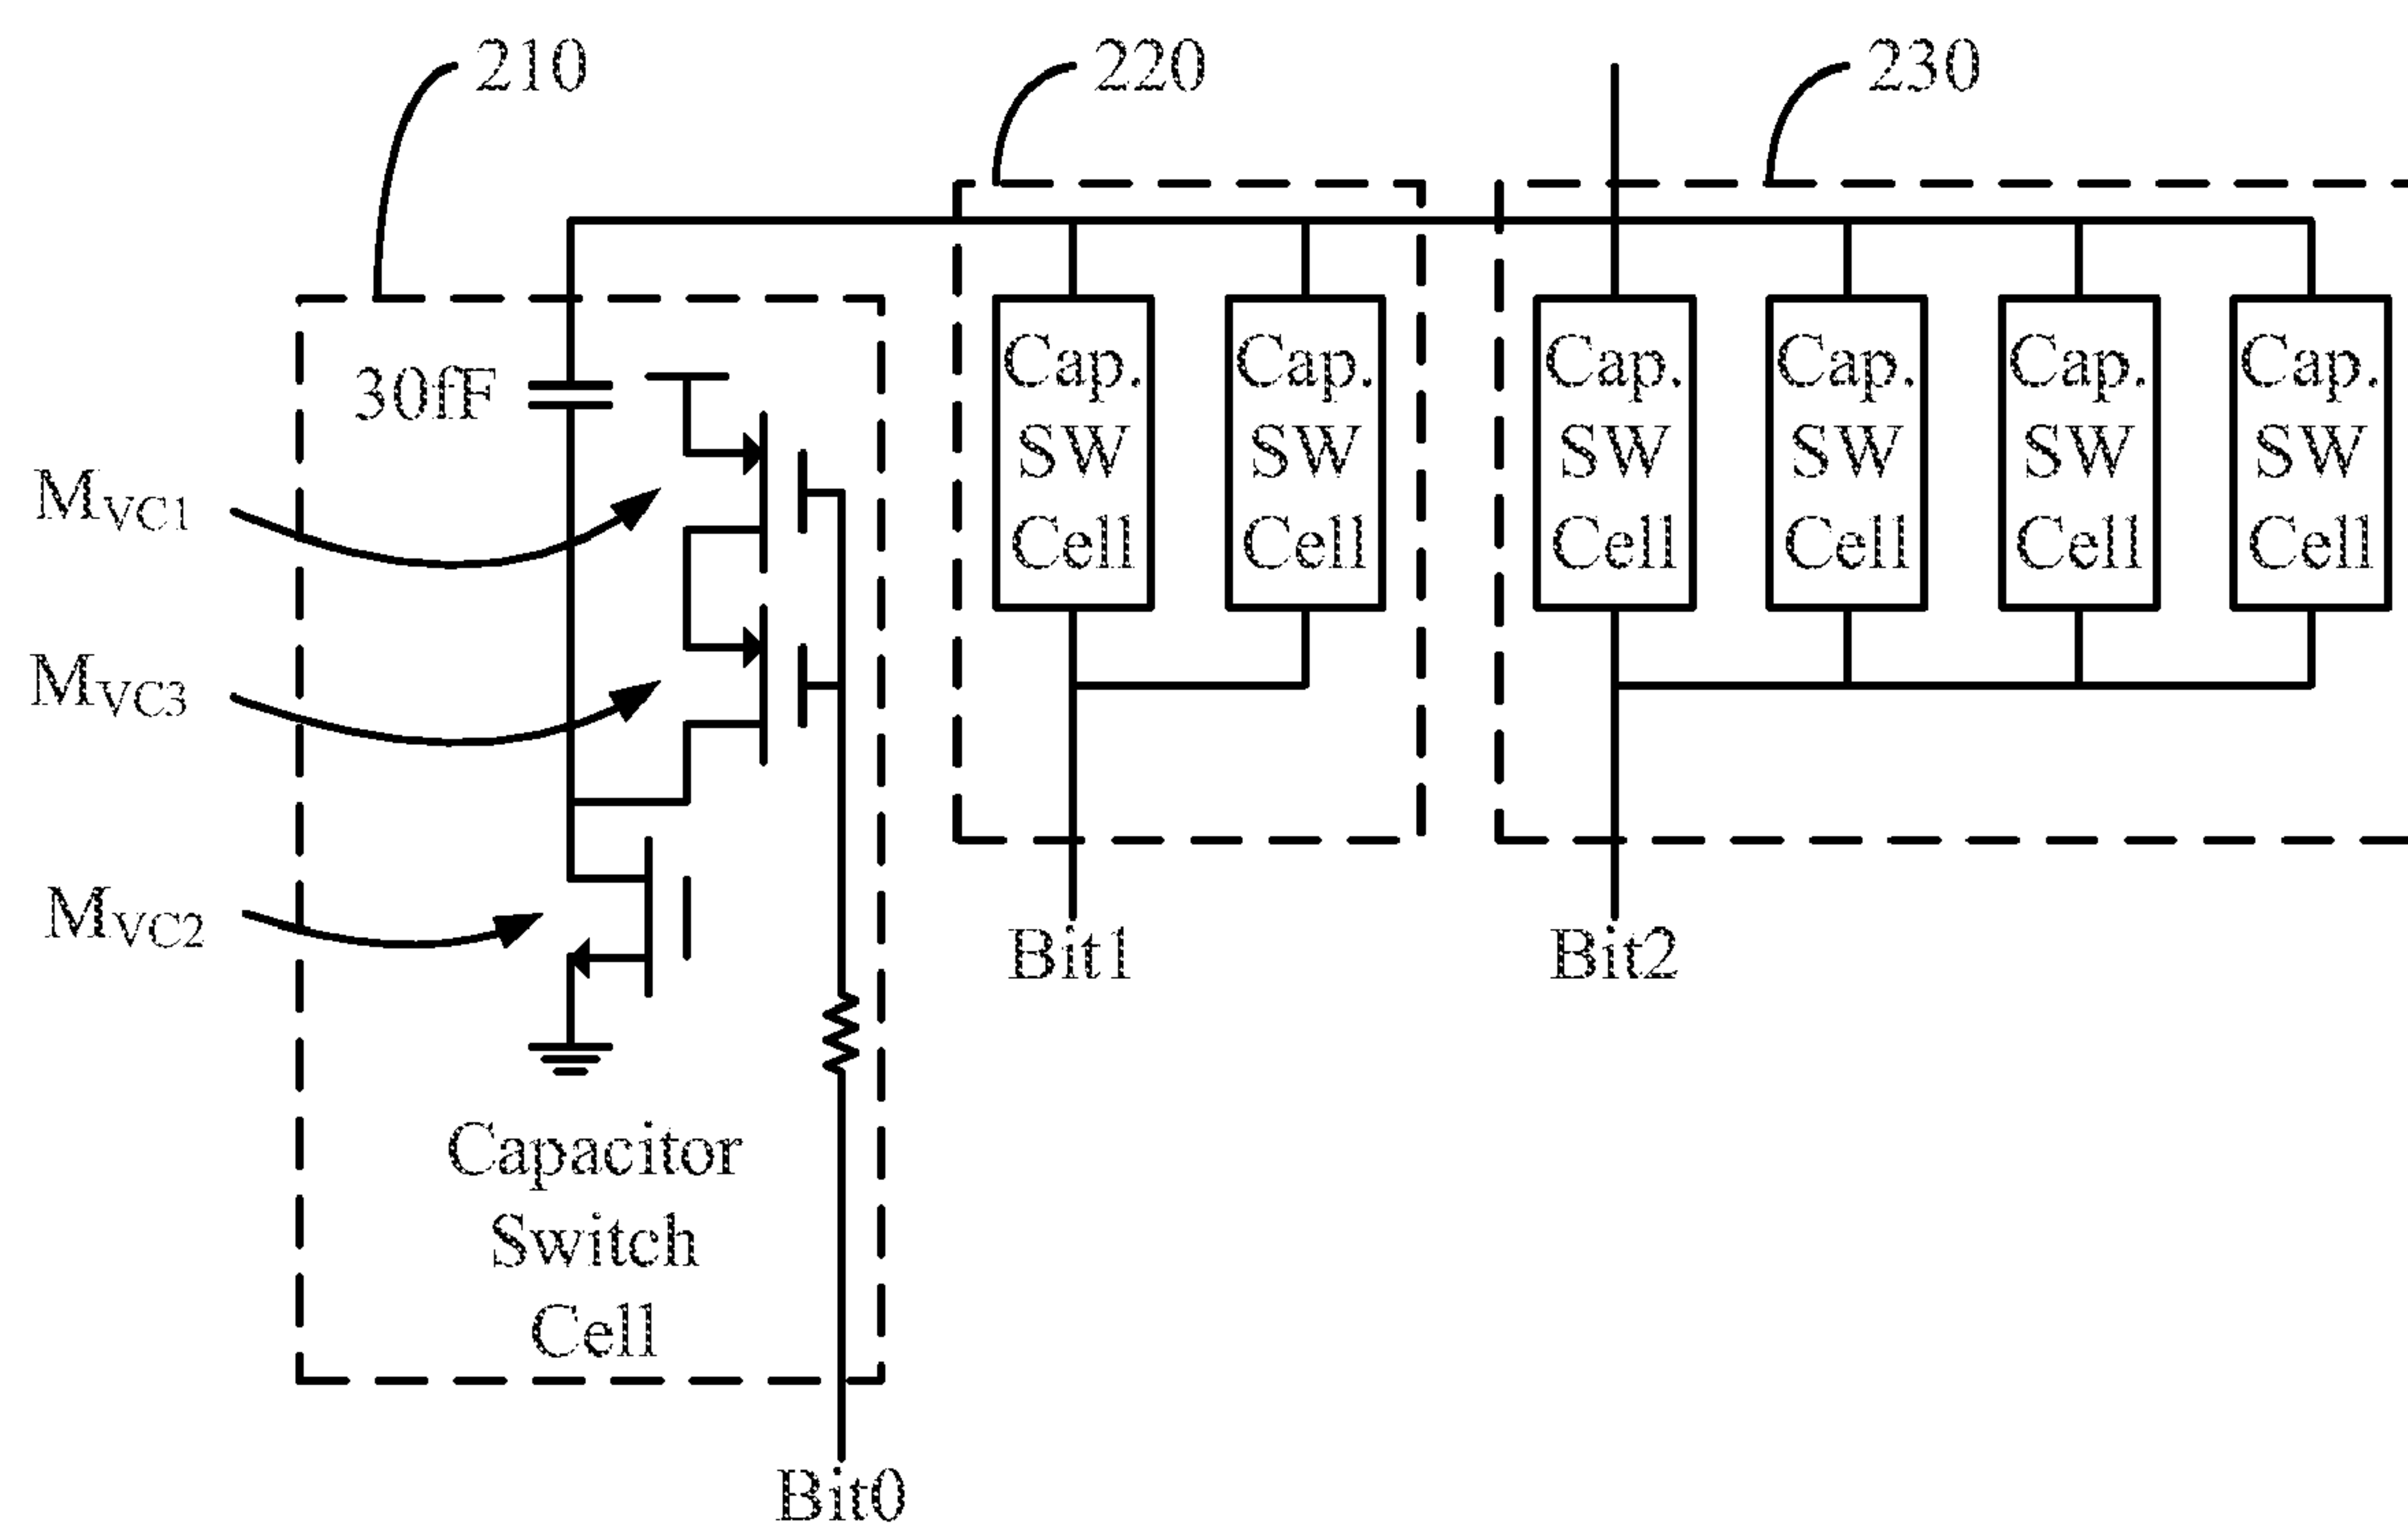 210
220
230
30fF
Cap.
SW
Cell
Cap.
SW
Cell
Cap.
SW
Cell
Cap.
SW
Cell
Cap.
SW
Cell
Cap.
SW
Cell
MVC1
MVC3
MVC2
Bit1
Bit2
Capacitor
Switch
Cell
Bit0